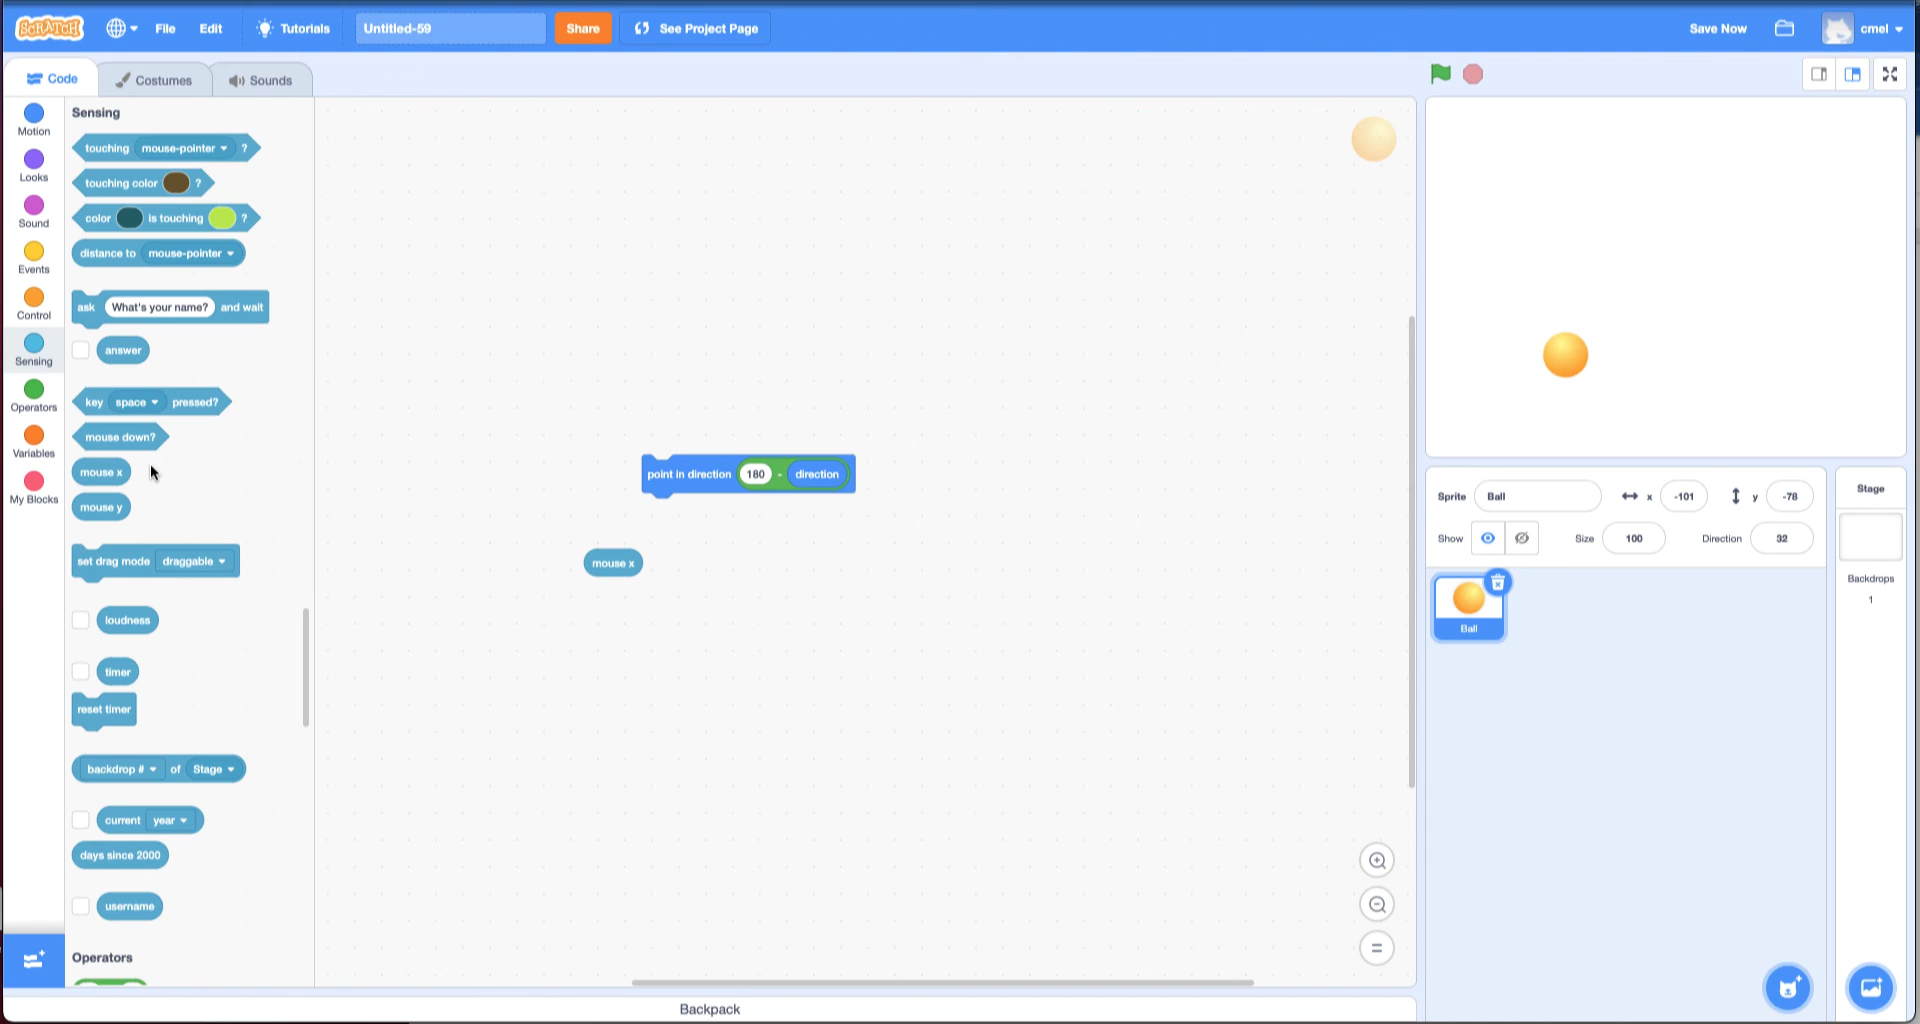 SCRATCH File Edit Tutorials Untitled-59 Share See Project Page Save Now cmel
Code Costumes Sounds
Motion
Looks
Sound
Events
Control
Sensing
Operators
Variables
My Blocks
Sensing
touching mouse-pointer ?
touching color ?
color is touching ?
distance to mouse-pointer
ask What's your name? and wait
answer
key space pressed?
mouse down?
mouse x
mouse y
set drag mode draggable
loudness
timer
reset timer
backdrop # of Stage
current year
days since 2000
username
Operators
point in direction 180 - direction
mouse x
Backpack
Sprite Ball x -101 y -78
Show Size 100 Direction 32
Ball
Stage
Backdrops
1